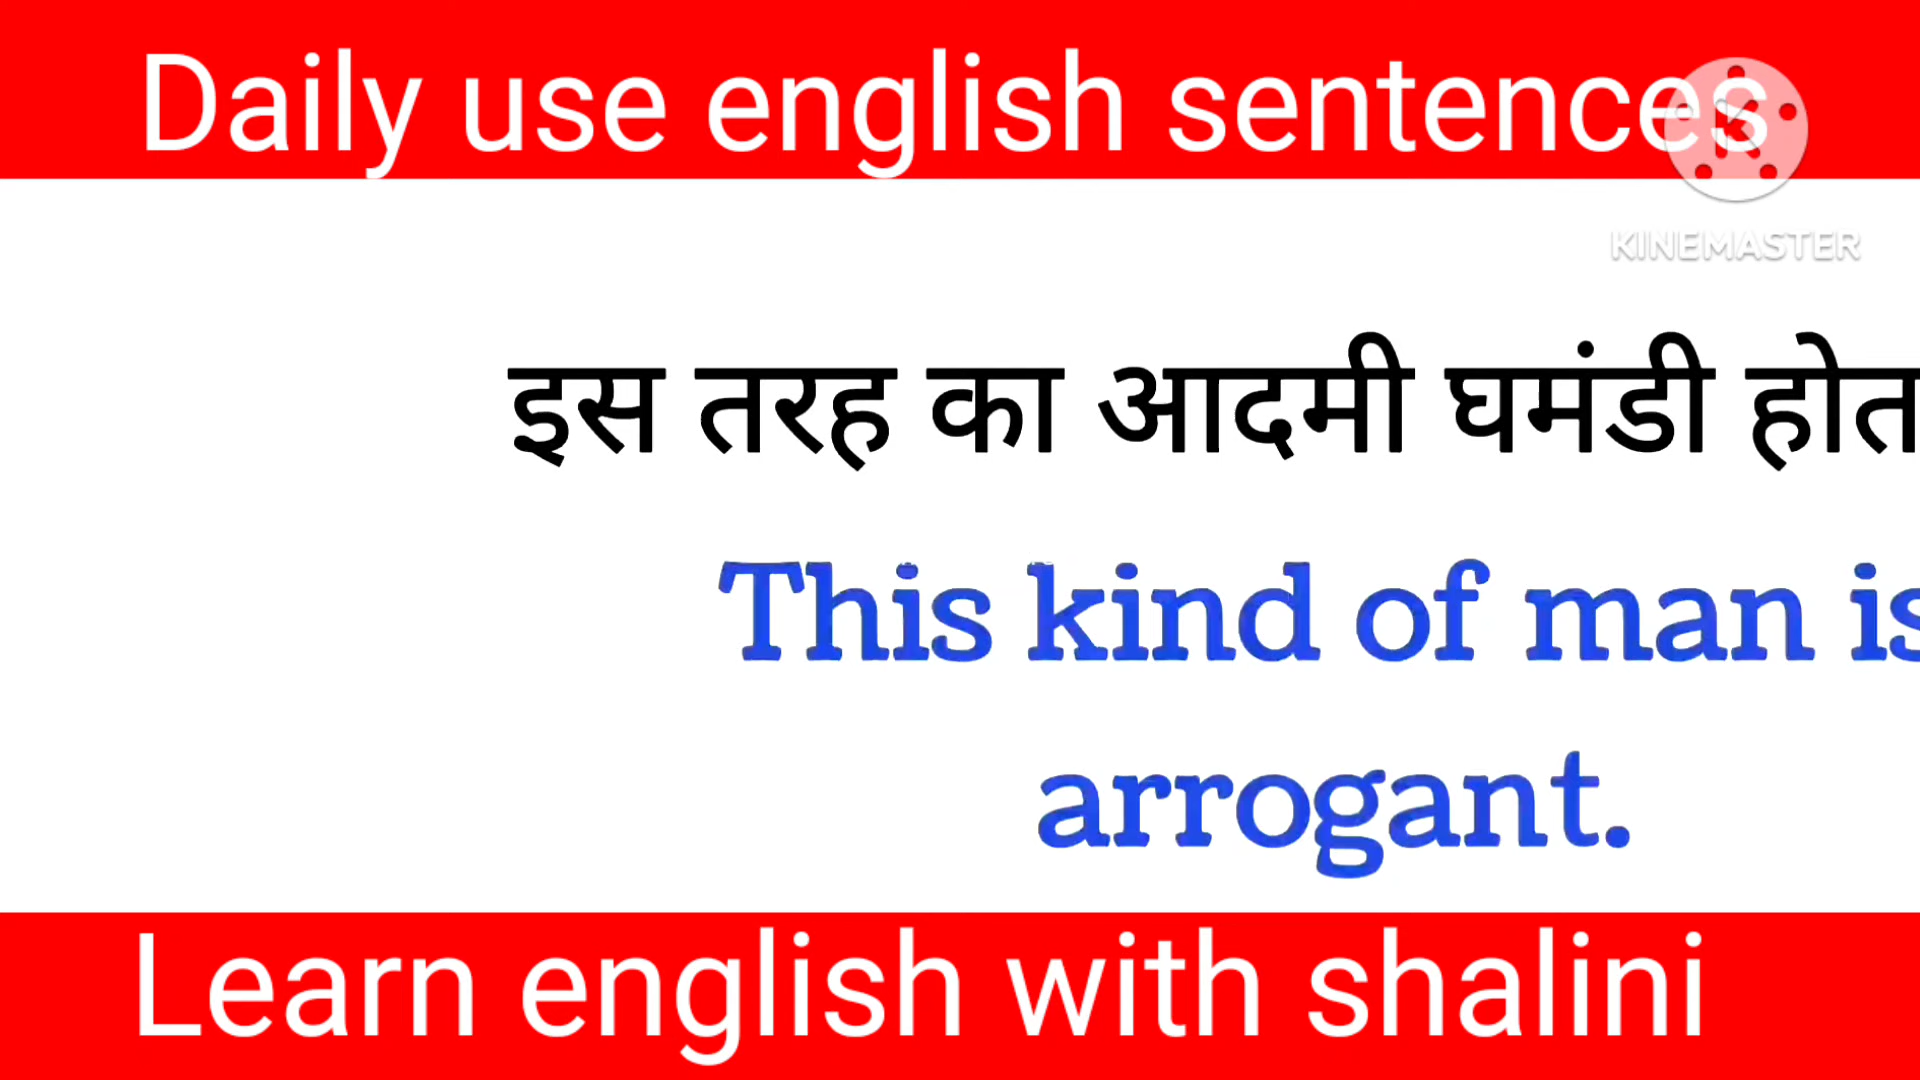 Daily use english sentences
KINEMASTER
इस तरह का आदमी घमंडी होत
This kind of man is
arrogant.
Learn english with shalini